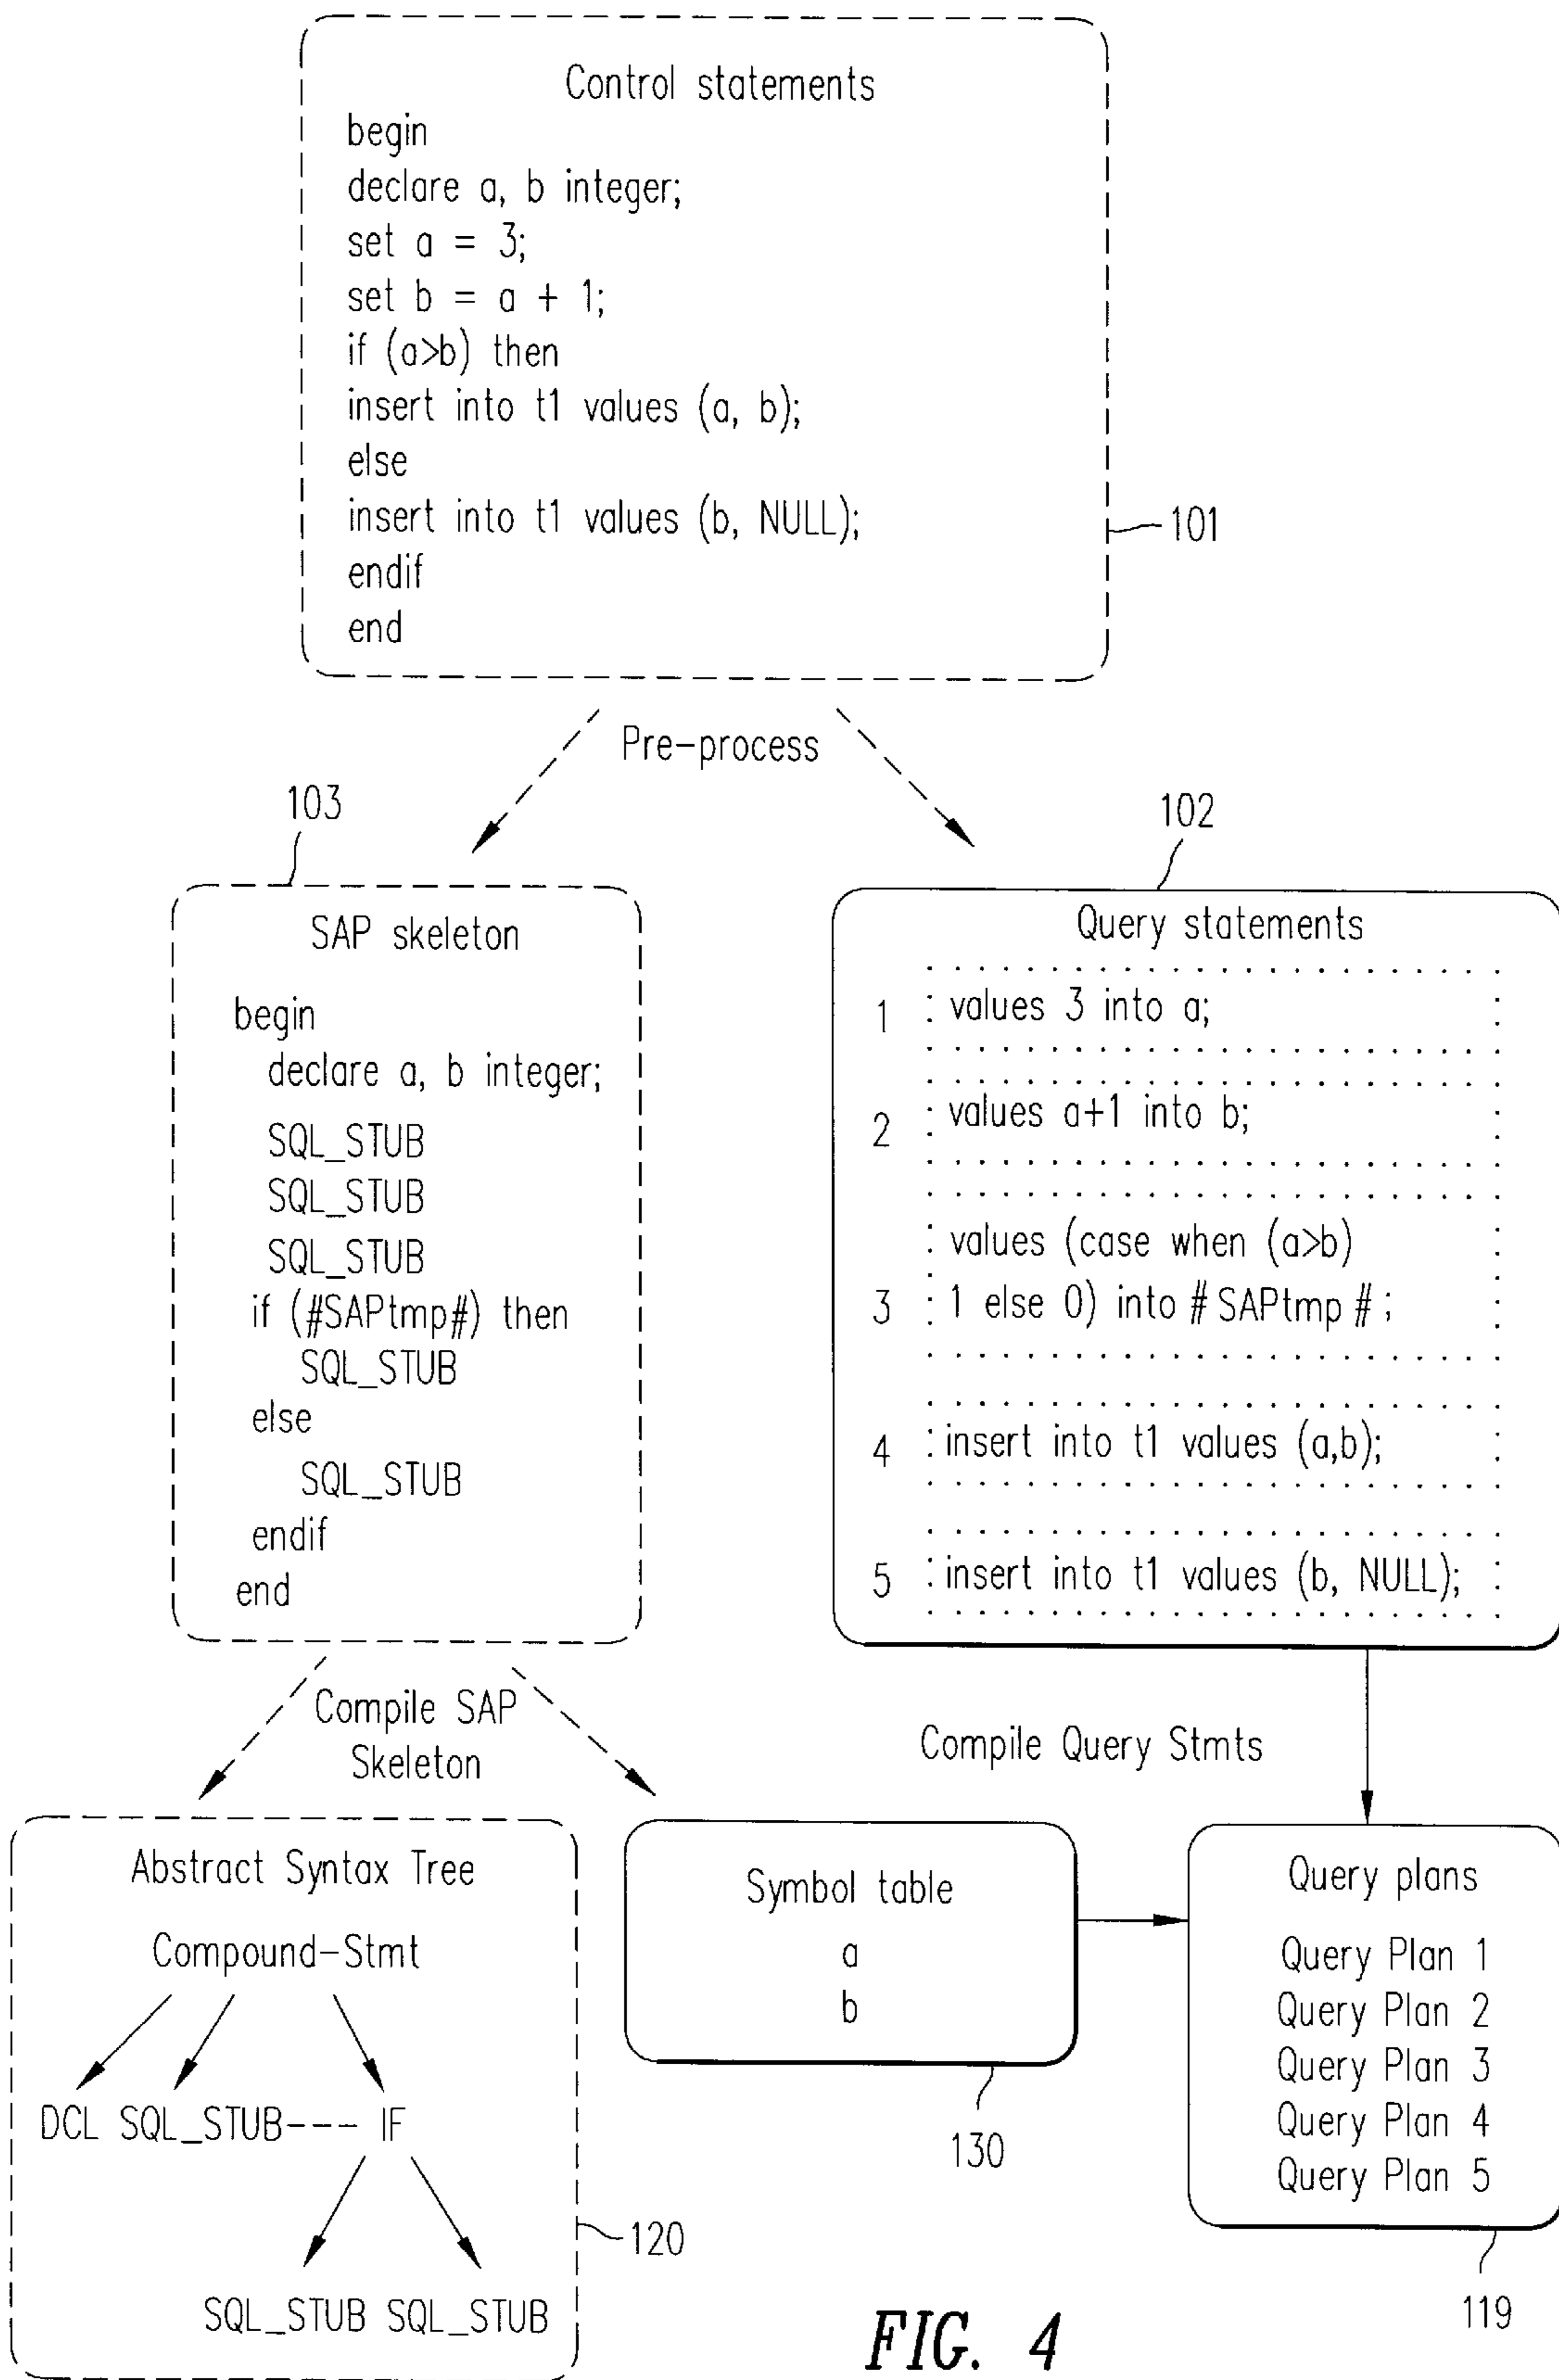 Control statements
begin
declare a, b integer;
set a = 3;
set b = a + 1;
if (a>b) then
insert into t1 values (a, b);
else
insert into t1 values (b, NULL);
endif
end
101
Pre-process
103
SAP skeleton
begin
declare a, b integer;
SQL_STUB
SQL_STUB
SQL_STUB
if (#SAPtmp#) then
SQL_STUB
else
SQL_STUB
endif
end
102
Query statements
1 values 3 into a;
2 values a+1 into b;
values (case when (a>b)
3 1 else 0) into # SAPtmp # ;
4 insert into t1 values (a,b);
5 insert into t1 values (b, NULL);
Compile SAP
Skeleton
Compile Query Stmts
Abstract Syntax Tree
Compound-Stmt
DCL SQL_STUB--- IF
SQL_STUB SQL_STUB
120
Symbol table
a
b
130
Query plans
Query Plan 1
Query Plan 2
Query Plan 3
Query Plan 4
Query Plan 5
119
FIG. 4